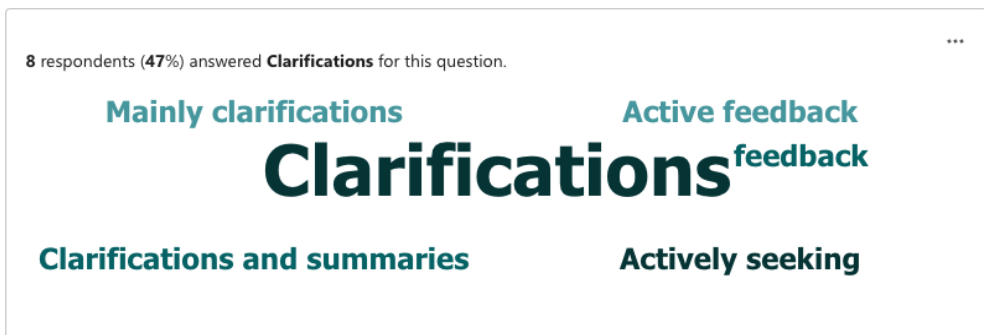 8 respondents (47%) answered Clarifications for this question.
Mainly clarifications
Active feedback
Clarifications
feedback
Clarifications and summaries
Actively seeking